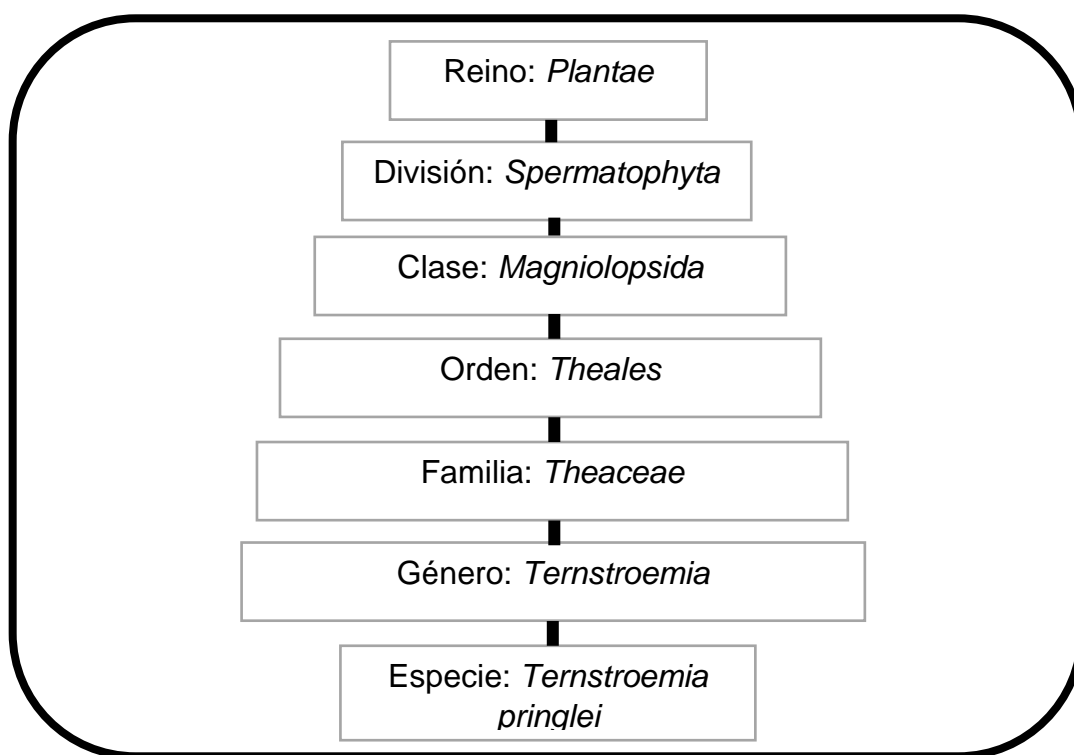 Reino: Plantae
División: Spermatophyta
Clase: Magniolopsida
Orden: Theales
Familia: Theaceae
Género: Ternstroemia
Especie: Ternstroemia
pringlei